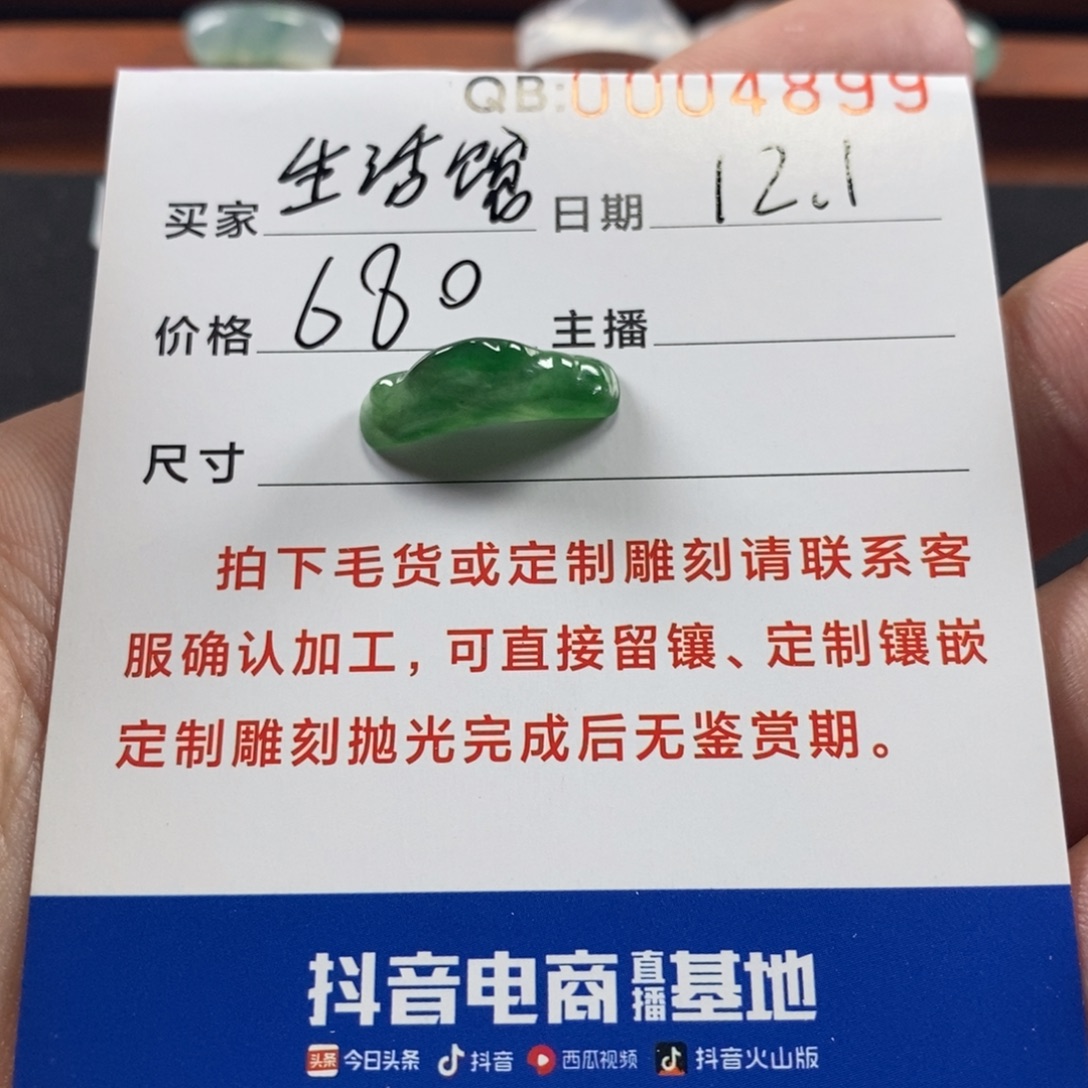 QB:0004899
买家 生活馆 日期 12.1
价格 680 主播
尺寸
拍下毛货或定制雕刻请联系客
服确认加工，可直接留镶、定制镶嵌
定制雕刻抛光完成后无鉴赏期。
抖音电商直播基地
头条 今日头条 抖音 西瓜视频 抖音火山版